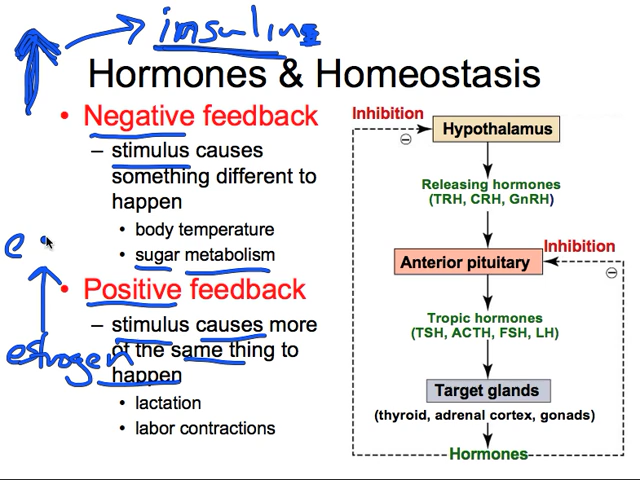 insuline
Hormones & Homeostasis
• Negative feedback
– stimulus causes
something different to
happen
• body temperature
• sugar metabolism
e
• Positive feedback
– stimulus causes more
of the same thing to
happen
estrogen
• lactation
• labor contractions
Inhibition
Hypothalamus
Releasing hormones
(TRH, CRH, GnRH)
Anterior pituitary
Inhibition
Tropic hormones
(TSH, ACTH, FSH, LH)
Target glands
(thyroid, adrenal cortex, gonads)
Hormones